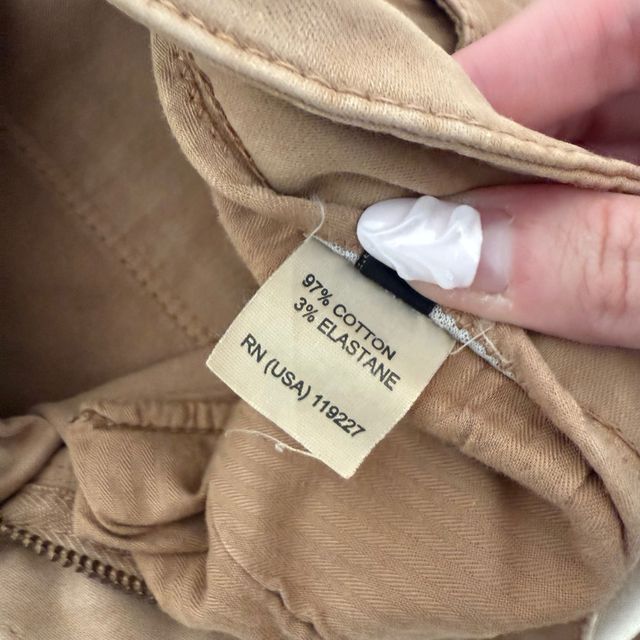 97% COTTON
3% ELASTANE
RN (USA) 119227